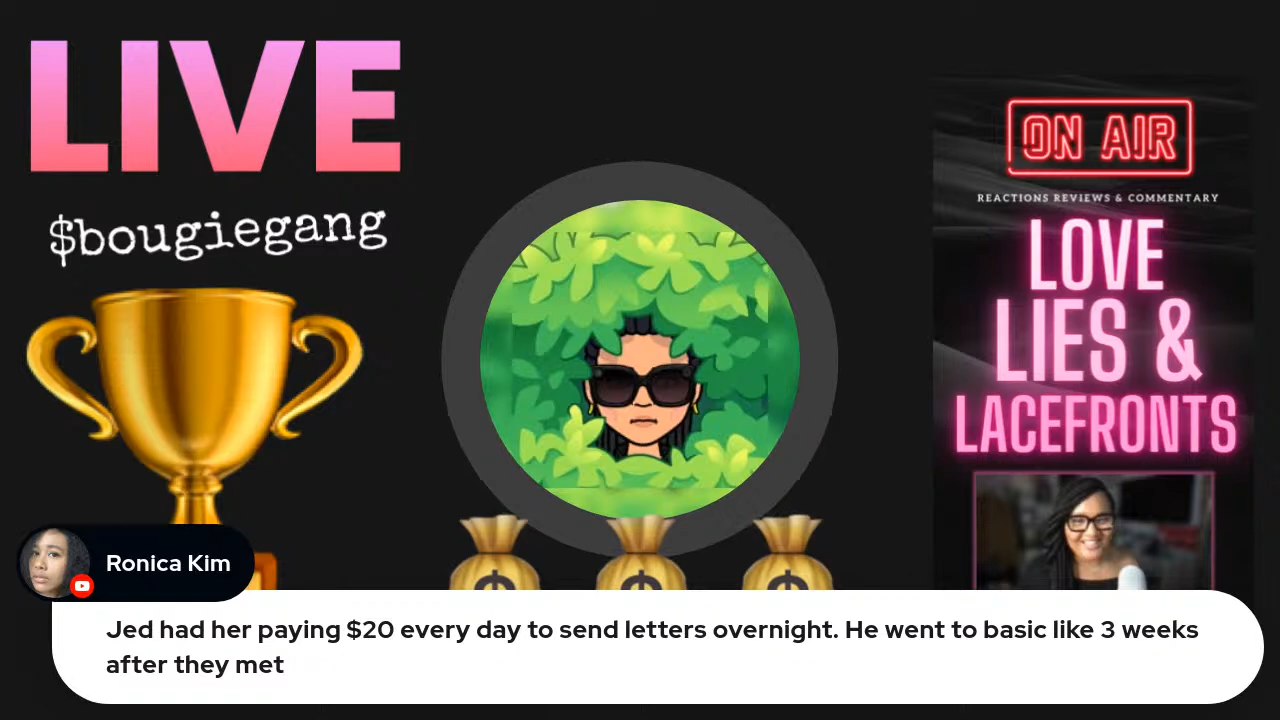 LIVE
$bougiegang
ON AIR
REACTIONS REVIEWS & COMMENTARY
LOVE
LIES &
LACEFRONTS
Ronica Kim
Jed had her paying $20 every day to send letters overnight. He went to basic like 3 weeks
after they met